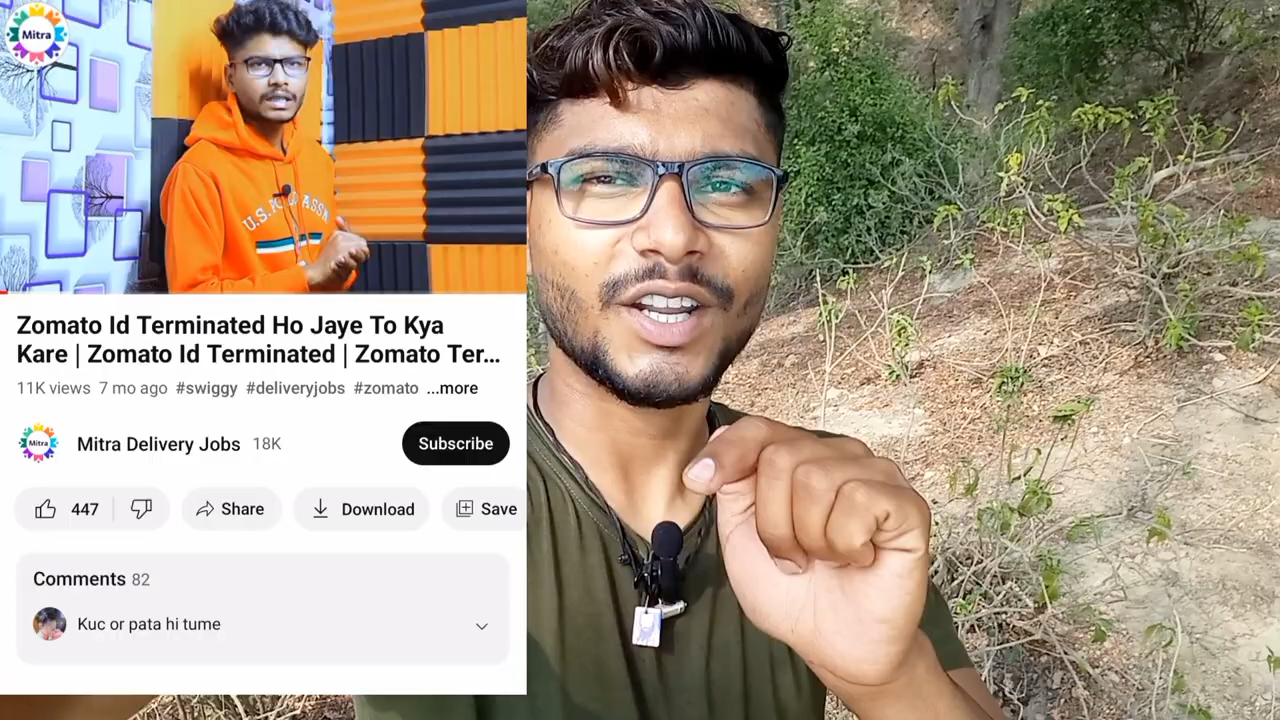 Mitra
U.S. POLO ASSN
Zomato Id Terminated Ho Jaye To Kya
Kare | Zomato Id Terminated | Zomato Ter...
11K views 7 mo ago #swiggy #deliveryjobs #zomato ...more
Mitra
Mitra Delivery Jobs 18K
Subscribe
447
Share
Download
Save
Comments 82
Kuc or pata hi tume